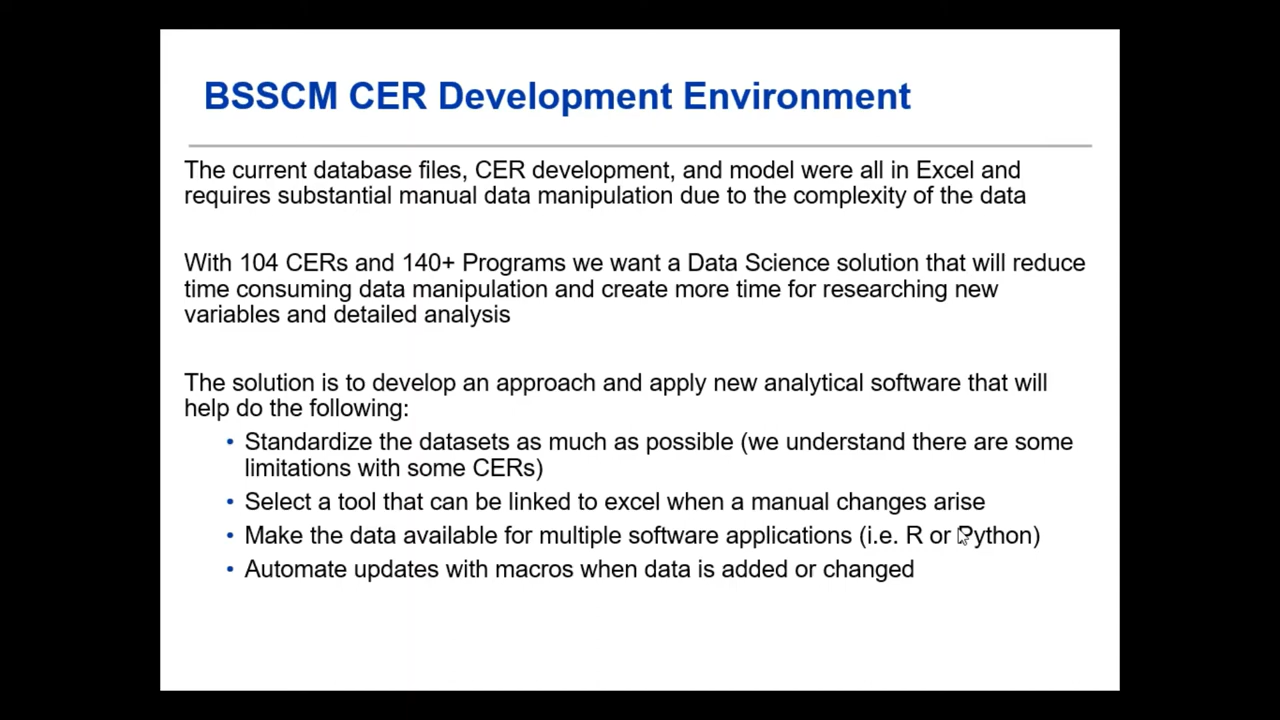 BSSCM CER Development Environment
The current database files, CER development, and model were all in Excel and
requires substantial manual data manipulation due to the complexity of the data
With 104 CERs and 140+ Programs we want a Data Science solution that will reduce
time consuming data manipulation and create more time for researching new
variables and detailed analysis
The solution is to develop an approach and apply new analytical software that will
help do the following:
• Standardize the datasets as much as possible (we understand there are some
limitations with some CERs)
• Select a tool that can be linked to excel when a manual changes arise
• Make the data available for multiple software applications (i.e. R or Python)
• Automate updates with macros when data is added or changed